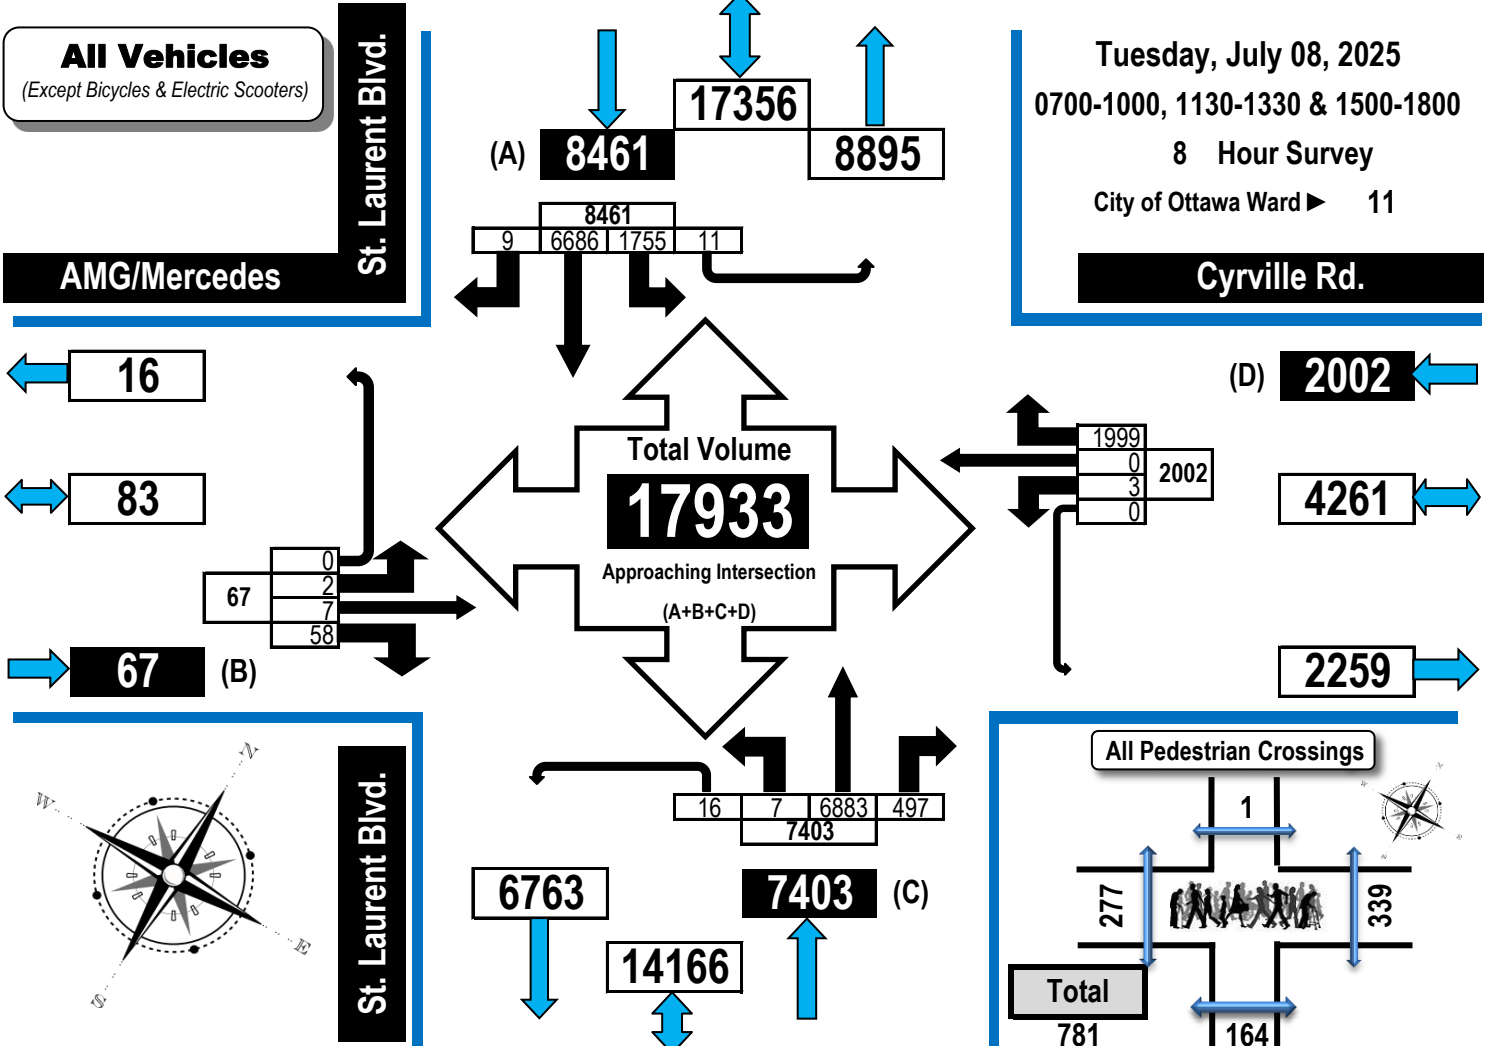 All Vehicles
(Except Bicycles & Electric Scooters)
St. Laurent Blvd.
AMG/Mercedes
17356
(A)
8461
8895
8461
9
6686
1755
11
Tuesday, July 08, 2025
0700-1000, 1130-1330 & 1500-1800
8 Hour Survey
City of Ottawa Ward ► 11
Cyrville Rd.
16
83
0
2
7
58
67
67
(B)
Total Volume
17933
Approaching Intersection
(A+B+C+D)
(D)
2002
1999
0
3
0
2002
4261
2259
16
7
6883
497
7403
6763
7403
(C)
14166
St. Laurent Blvd.
N
W
E
S
All Pedestrian Crossings
1
277
339
Total
781
164